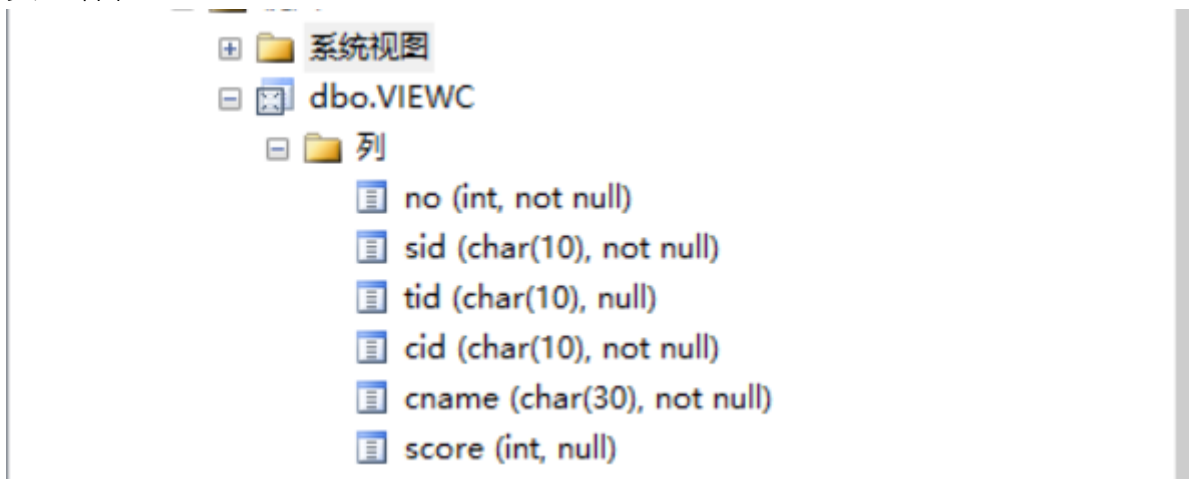 系统视图
dbo.VIEWC
列
no (int, not null)
sid (char(10), not null)
tid (char(10), null)
cid (char(10), not null)
cname (char(30), not null)
score (int, null)